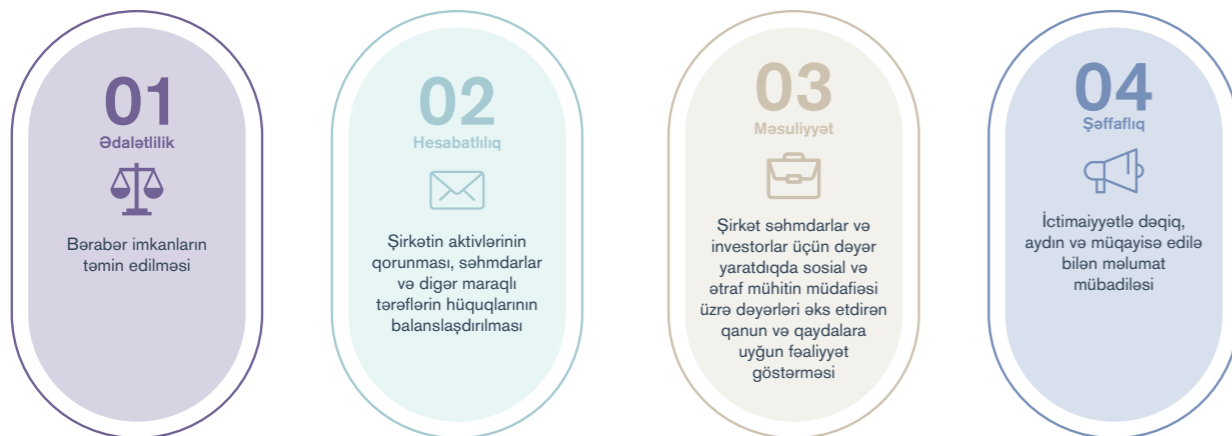 01
Ədalətlilik
Bərabər imkanların
təmin edilməsi
02
Hesabatlılıq
Şirkətin aktivlərinin
qorunması, səhmdarlar
və digər maraqlı
tərəflərin hüquqlarının
balanslaşdırılması
03
Məsuliyyət
Şirkət səhmdarlar və
investorlar üçün dəyər
yaratdıqda sosial və
ətraf mühitin müdafiəsi
üzrə dəyərləri əks etdirən
qanun və qaydalara
uyğun fəaliyyət
göstərməsi
04
Şəffaflıq
İctimaiyyətlə dəqiq,
aydın və müqayisə edilə
bilən məlumat
mübadiləsi